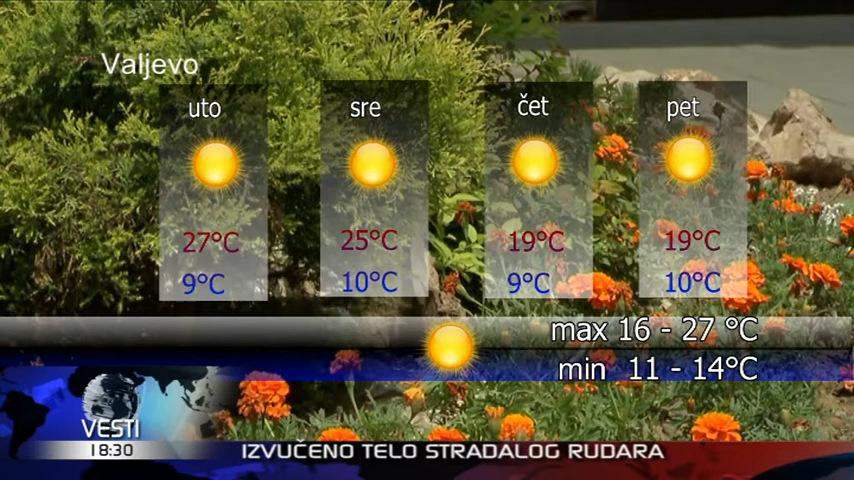 Valjevo
uto sre čet pet
27°C 25°C 19°C 19°C
9°C 10°C 9°C 10°C
max 16 - 27 °C
min 11 - 14°C
VESTI
18:30
IZVUČENO TELO STRADALOG RUDARA